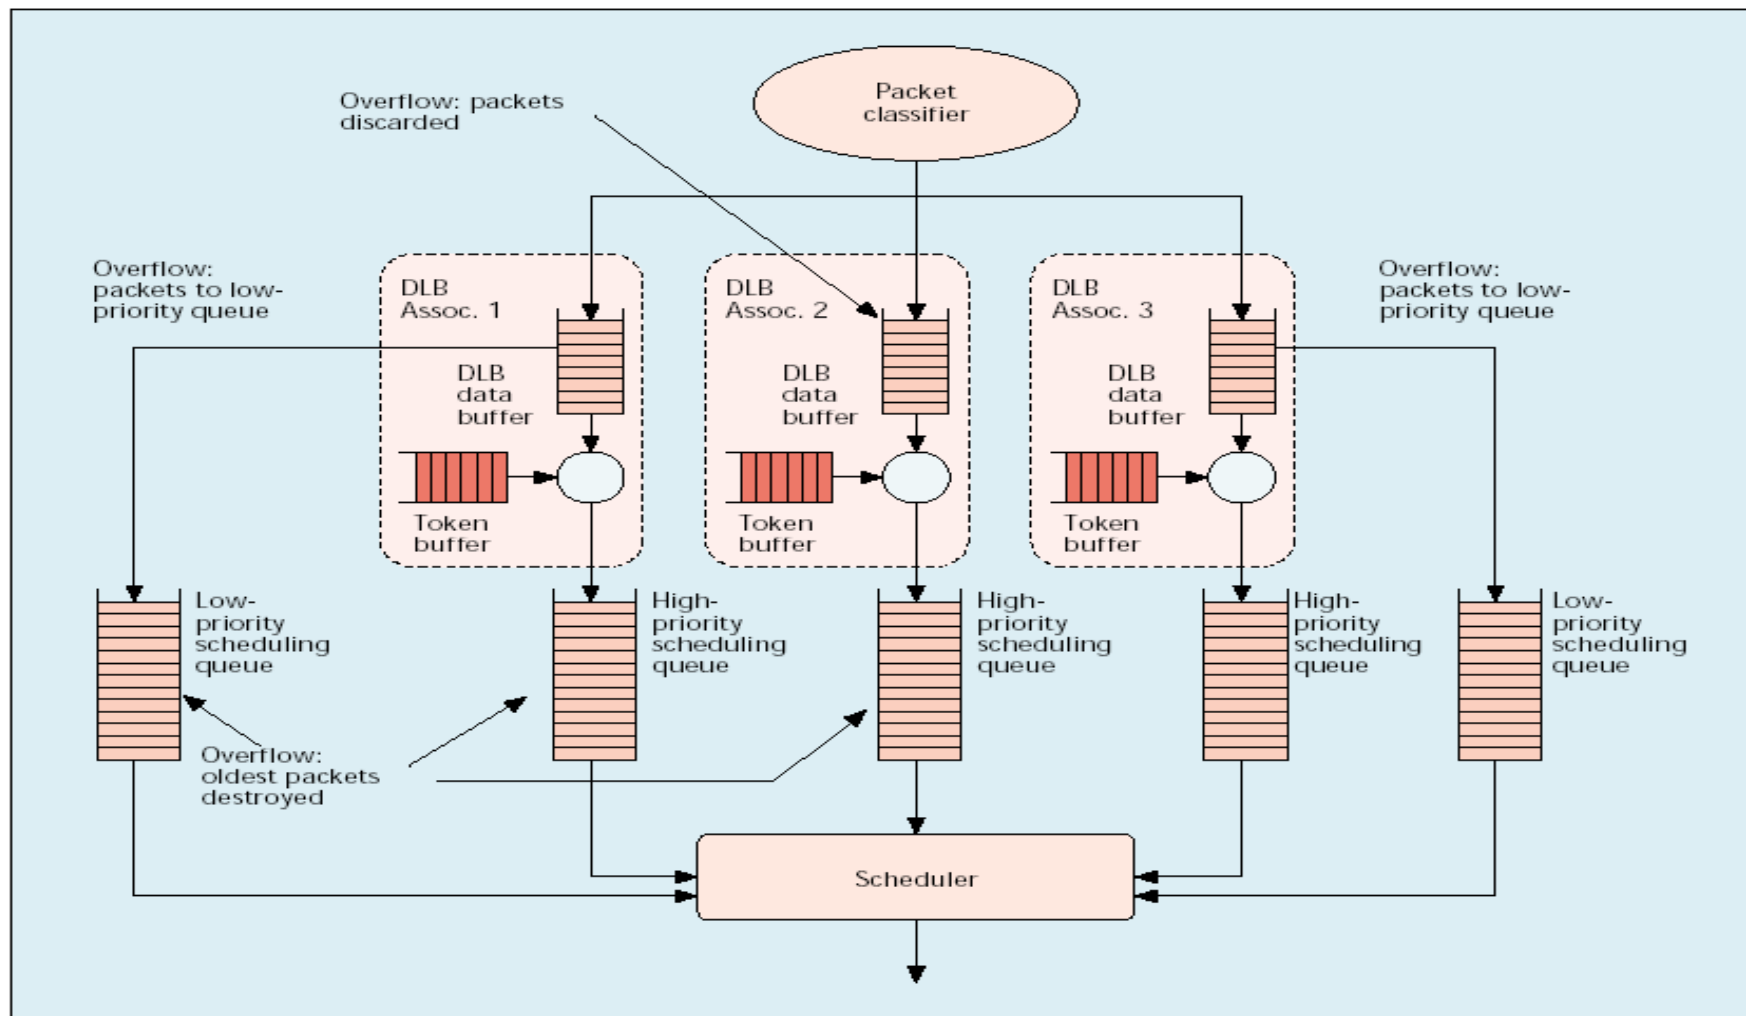 Packet
classifier
Overflow: packets
discarded
Overflow:
packets to low-
priority queue
DLB
Assoc. 1
DLB
data
buffer
Token
buffer
DLB
Assoc. 2
DLB
data
buffer
Token
buffer
DLB
Assoc. 3
DLB
data
buffer
Token
buffer
Overflow:
packets to low-
priority queue
Low-
priority
scheduling
queue
High-
priority
scheduling
queue
High-
priority
scheduling
queue
High-
priority
scheduling
queue
Low-
priority
scheduling
queue
Overflow:
oldest packets
destroyed
Scheduler